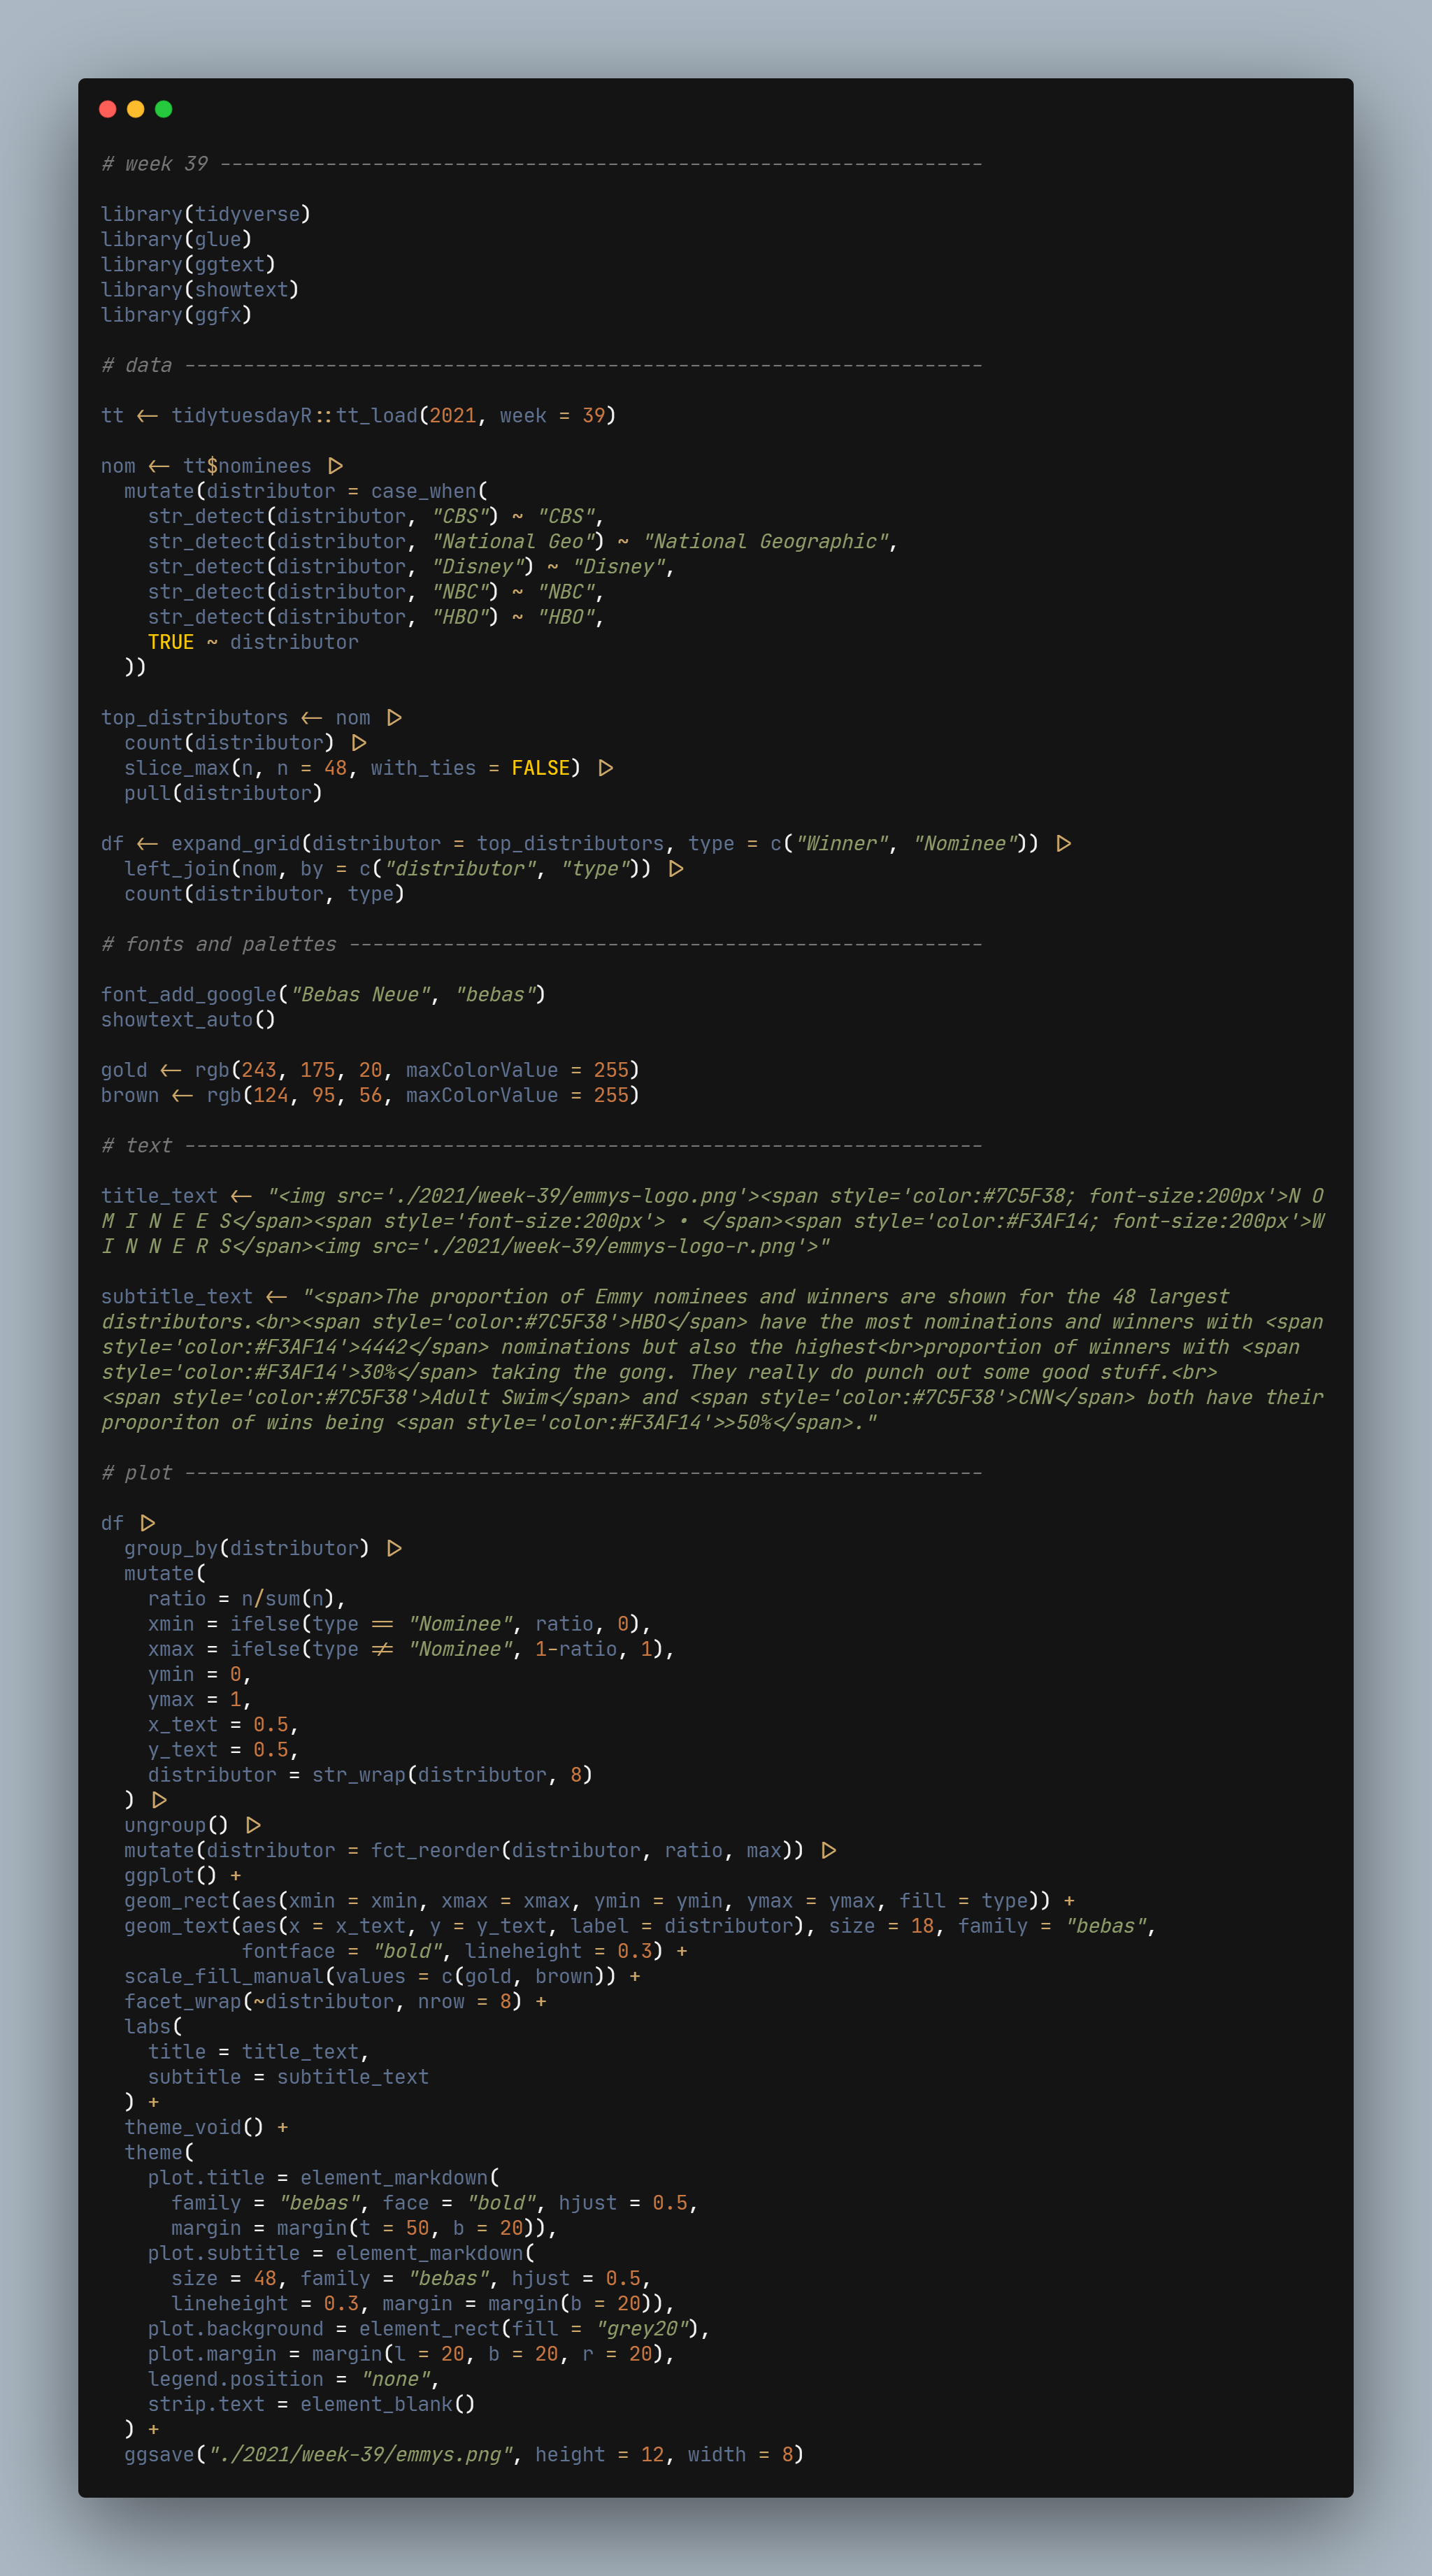 # week 39 -----------------------------------------------------------------
library(tidyverse)
library(glue)
library(ggtext)
library(showtext)
library(ggfx)
# data --------------------------------------------------------------------
tt <- tidytuesdayR::tt_load(2021, week = 39)
nom <- tt$nominees |>
  mutate(distributor = case_when(
    str_detect(distributor, "CBS") ~ "CBS",
    str_detect(distributor, "National Geo") ~ "National Geographic",
    str_detect(distributor, "Disney") ~ "Disney",
    str_detect(distributor, "NBC") ~ "NBC",
    str_detect(distributor, "HBO") ~ "HBO",
    TRUE ~ distributor
  ))
top_distributors <- nom |>
  count(distributor) |>
  slice_max(n, n = 48, with_ties = FALSE) |>
  pull(distributor)
df <- expand_grid(distributor = top_distributors, type = c("Winner", "Nominee")) |>
  left_join(nom, by = c("distributor", "type")) |>
  count(distributor, type)
# fonts and palettes ------------------------------------------------------
font_add_google("Bebas Neue", "bebas")
showtext_auto()
gold <- rgb(243, 175, 20, maxColorValue = 255)
brown <- rgb(124, 95, 56, maxColorValue = 255)
# text --------------------------------------------------------------------
title_text <- "<img src='./2021/week-39/emmys-logo.png'><span style='color:#7C5F38; font-size:200px'>N O
M I N E E S</span><span style='font-size:200px'> • </span><span style='color:#F3AF14; font-size:200px'>W
I N N E R S</span><img src='./2021/week-39/emmys-logo-r.png'>"
subtitle_text <- "<span>The proportion of Emmy nominees and winners are shown for the 48 largest
distributors.<br><span style='color:#7C5F38'>HBO</span> have the most nominations and winners with <span
style='color:#F3AF14'>4442</span> nominations but also the highest<br>proportion of winners with <span
style='color:#F3AF14'>30%</span> taking the gong. They really do punch out some good stuff.<br>
<span style='color:#7C5F38'>Adult Swim</span> and <span style='color:#7C5F38'>CNN</span> both have their
proporiton of wins being <span style='color:#F3AF14'>>50%</span>."
# plot --------------------------------------------------------------------
df |>
  group_by(distributor) |>
  mutate(
    ratio = n/sum(n),
    xmin = ifelse(type == "Nominee", ratio, 0),
    xmax = ifelse(type != "Nominee", 1-ratio, 1),
    ymin = 0,
    ymax = 1,
    x_text = 0.5,
    y_text = 0.5,
    distributor = str_wrap(distributor, 8)
  ) |>
  ungroup() |>
  mutate(distributor = fct_reorder(distributor, ratio, max)) |>
  ggplot() +
  geom_rect(aes(xmin = xmin, xmax = xmax, ymin = ymin, ymax = ymax, fill = type)) +
  geom_text(aes(x = x_text, y = y_text, label = distributor), size = 18, family = "bebas",
            fontface = "bold", lineheight = 0.3) +
  scale_fill_manual(values = c(gold, brown)) +
  facet_wrap(~distributor, nrow = 8) +
  labs(
    title = title_text,
    subtitle = subtitle_text
  ) +
  theme_void() +
  theme(
    plot.title = element_markdown(
      family = "bebas", face = "bold", hjust = 0.5,
      margin = margin(t = 50, b = 20)),
    plot.subtitle = element_markdown(
      size = 48, family = "bebas", hjust = 0.5,
      lineheight = 0.3, margin = margin(b = 20)),
    plot.background = element_rect(fill = "grey20"),
    plot.margin = margin(l = 20, b = 20, r = 20),
    legend.position = "none",
    strip.text = element_blank()
  ) +
  ggsave("./2021/week-39/emmys.png", height = 12, width = 8)